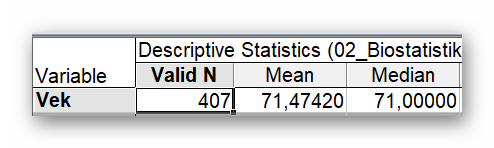 Descriptive Statistics (02_Biostatistik
Variable Valid N Mean Median
Vek 407 71,47420 71,00000